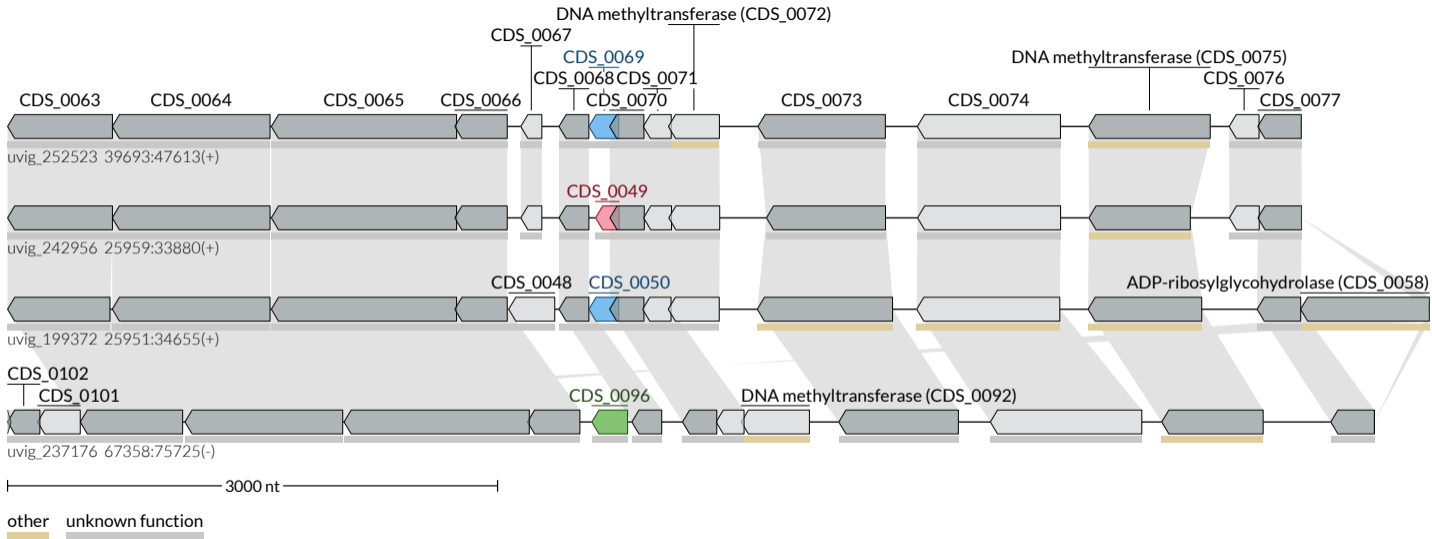 DNA methyltransferase (CDS_0072)
CDS_0067
CDS_0069
DNA methyltransferase (CDS_0075)
CDS_0068 CDS_0071
CDS_0076
CDS_0063 CDS_0064 CDS_0065 CDS_0066 CDS_0070 CDS_0073 CDS_0074 CDS_0077
uvig_252523 39693:47613(+)
CDS_0049
uvig_242956 25959:33880(+)
CDS_0048 CDS_0050 ADP-ribosylglycohydrolase (CDS_0058)
uvig_199372 25951:34655(+)
CDS_0102
CDS_0101 CDS_0096 DNA methyltransferase (CDS_0092)
uvig_237176 67358:75725(-)
3000 nt
other unknown function